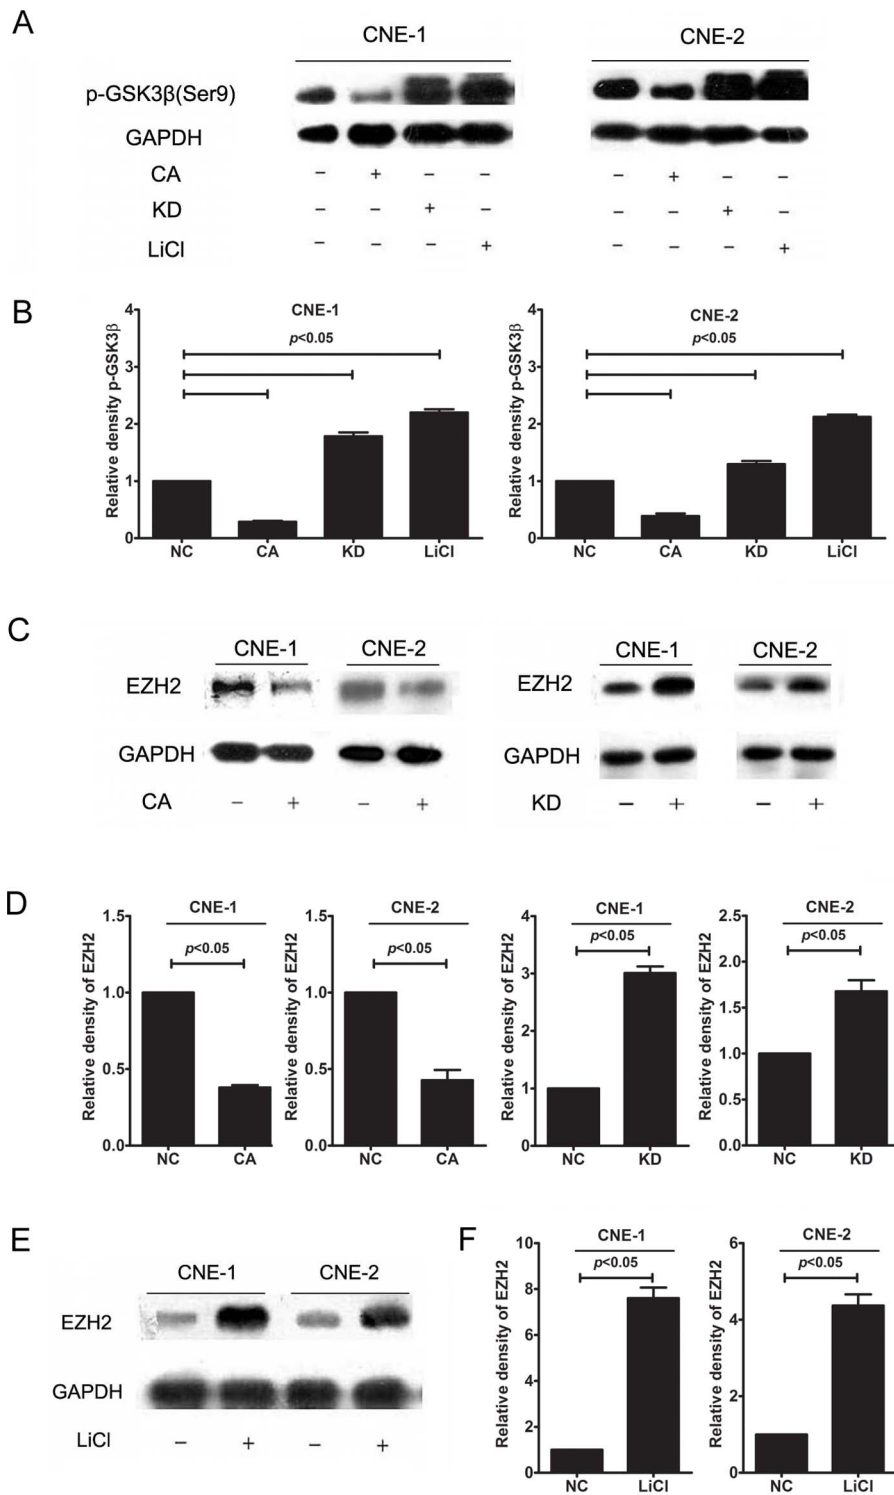 A
CNE-1 CNE-2
p-GSK3β(Ser9)
GAPDH
CA − + − − − + − −
KD − − + − − − + −
LiCl − − − + − − − +
B
CNE-1
p<0.05
Relative density p-GSK3β
4
3
2
1
0
NC CA KD LiCl
CNE-2
p<0.05
Relative density p-GSK3β
4
3
2
1
0
NC CA KD LiCl
C
CNE-1 CNE-2
EZH2
GAPDH
CA − + − +
CNE-1 CNE-2
EZH2
GAPDH
KD − + − +
D
CNE-1
p<0.05
Relative density of EZH2
1.5
1.0
0.5
0.0
NC CA
CNE-2
p<0.05
Relative density of EZH2
1.5
1.0
0.5
0.0
NC CA
CNE-1
p<0.05
Relative density of EZH2
4
3
2
1
0
NC KD
CNE-2
p<0.05
Relative density of EZH2
2.5
2.0
1.5
1.0
0.5
0.0
NC KD
E
CNE-1 CNE-2
EZH2
GAPDH
LiCl − + − +
F
CNE-1
p<0.05
Relative density of EZH2
10
8
6
4
2
0
NC LiCl
CNE-2
p<0.05
Relative density of EZH2
6
4
2
0
NC LiCl